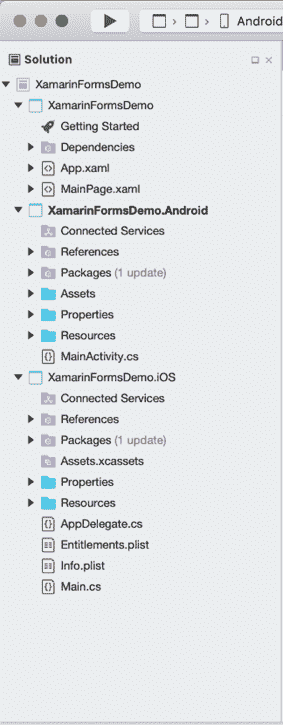 Android
Solution
XamarinFormsDemo
XamarinFormsDemo
Getting Started
Dependencies
App.xaml
MainPage.xaml
XamarinFormsDemo.Android
Connected Services
References
Packages (1 update)
Assets
Properties
Resources
MainActivity.cs
XamarinFormsDemo.iOS
Connected Services
References
Packages (1 update)
Assets.xcassets
Properties
Resources
AppDelegate.cs
Entitlements.plist
Info.plist
Main.cs